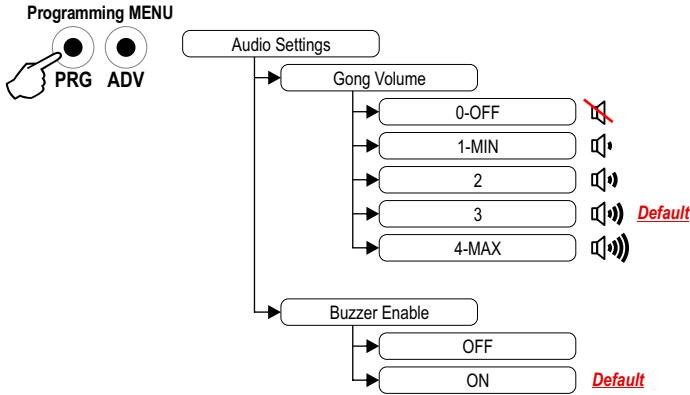 Programming MENU
PRG ADV
Audio Settings
Gong Volume
0-OFF
1-MIN
2
3 Default
4-MAX
Buzzer Enable
OFF
ON Default